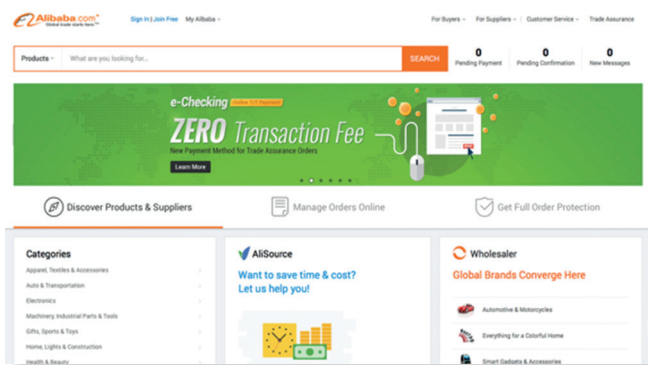 Alibaba.com
Global trade starts here.™
Sign In | Join Free
My Alibaba
For Buyers
For Suppliers
Customer Service
Trade Assurance
Products
What are you looking for...
SEARCH
0
Pending Payment
0
Pending Confirmation
0
New Messages
e-Checking
Online T/T Payment
ZERO Transaction Fee
New Payment Method for Trade Assurance Orders
Learn More
Discover Products & Suppliers
Manage Orders Online
Get Full Order Protection
Categories
Apparel, Textiles & Accessories
Auto & Transportation
Electronics
Machinery, Industrial Parts & Tools
Gifts, Sports & Toys
Home, Lights & Construction
Health & Beauty
AliSource
Want to save time & cost?
Let us help you!
Wholesaler
Global Brands Converge Here
Automotive & Motorcycles
Everything for a Colorful Home
Smart Gadgets & Accessories